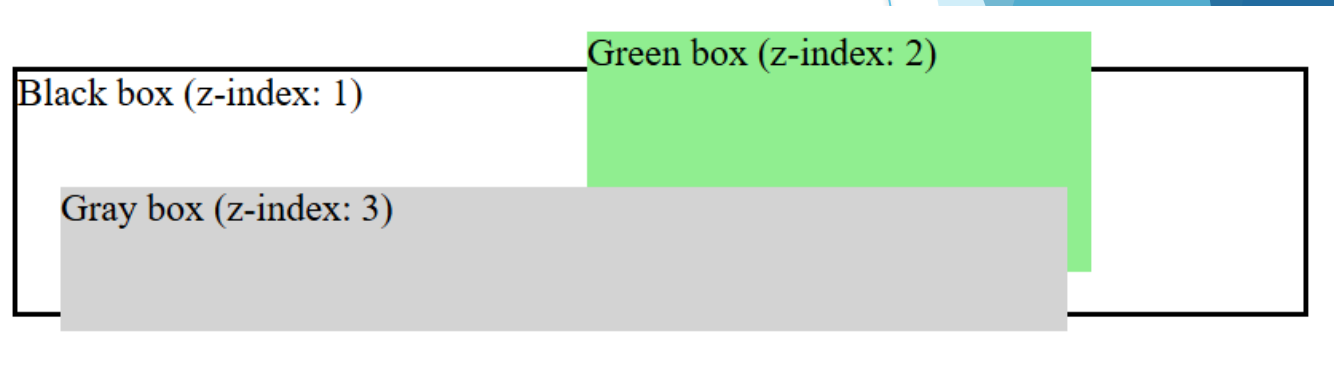 Green box (z-index: 2)
Black box (z-index: 1)
Gray box (z-index: 3)